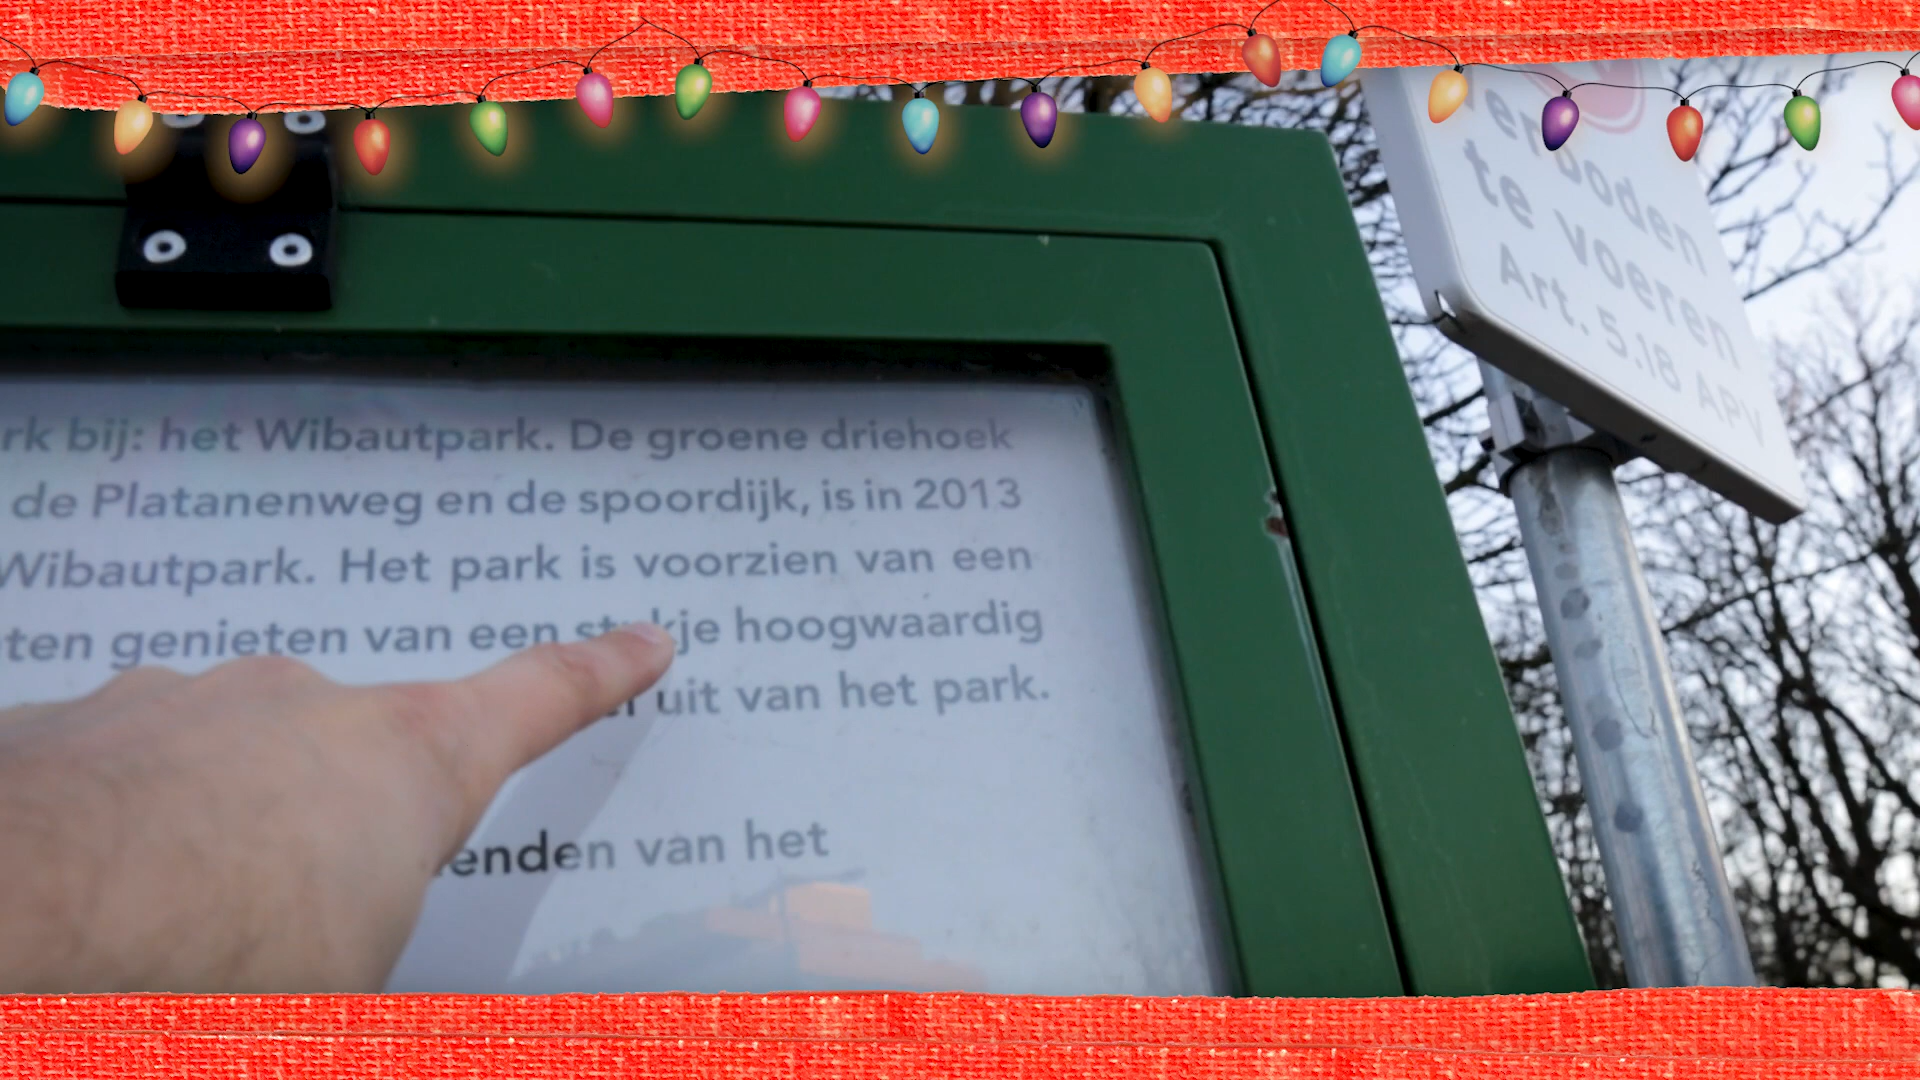 rk bij: het Wibautpark. De groene driehoek
de Platanenweg en de spoordijk, is in 2013
Wibautpark. Het park is voorzien van een
ten genieten van een stukje hoogwaardig
uit van het park.
enden van het
erboden
te voeren
Art. 5.18 APV